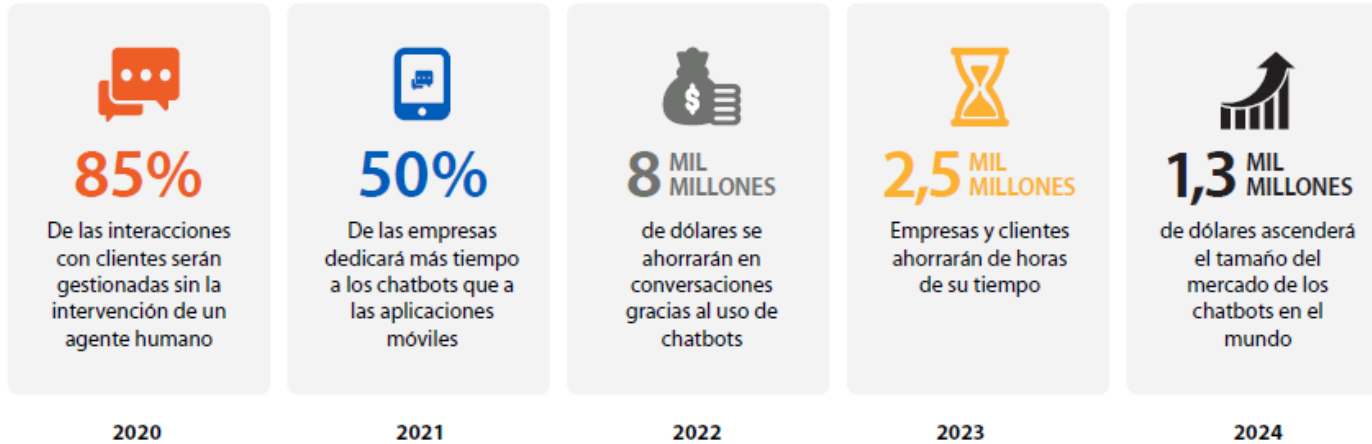 85%
De las interacciones
con clientes serán
gestionadas sin la
intervención de un
agente humano
2020
50%
De las empresas
dedicará más tiempo
a los chatbots que a
las aplicaciones
móviles
2021
8 MIL
MILLONES
de dólares se
ahorrarán en
conversaciones
gracias al uso de
chatbots
2022
2,5 MIL
MILLONES
Empresas y clientes
ahorrarán de horas
de su tiempo
2023
1,3 MIL
MILLONES
de dólares ascenderá
el tamaño del
mercado de los
chatbots en el
mundo
2024